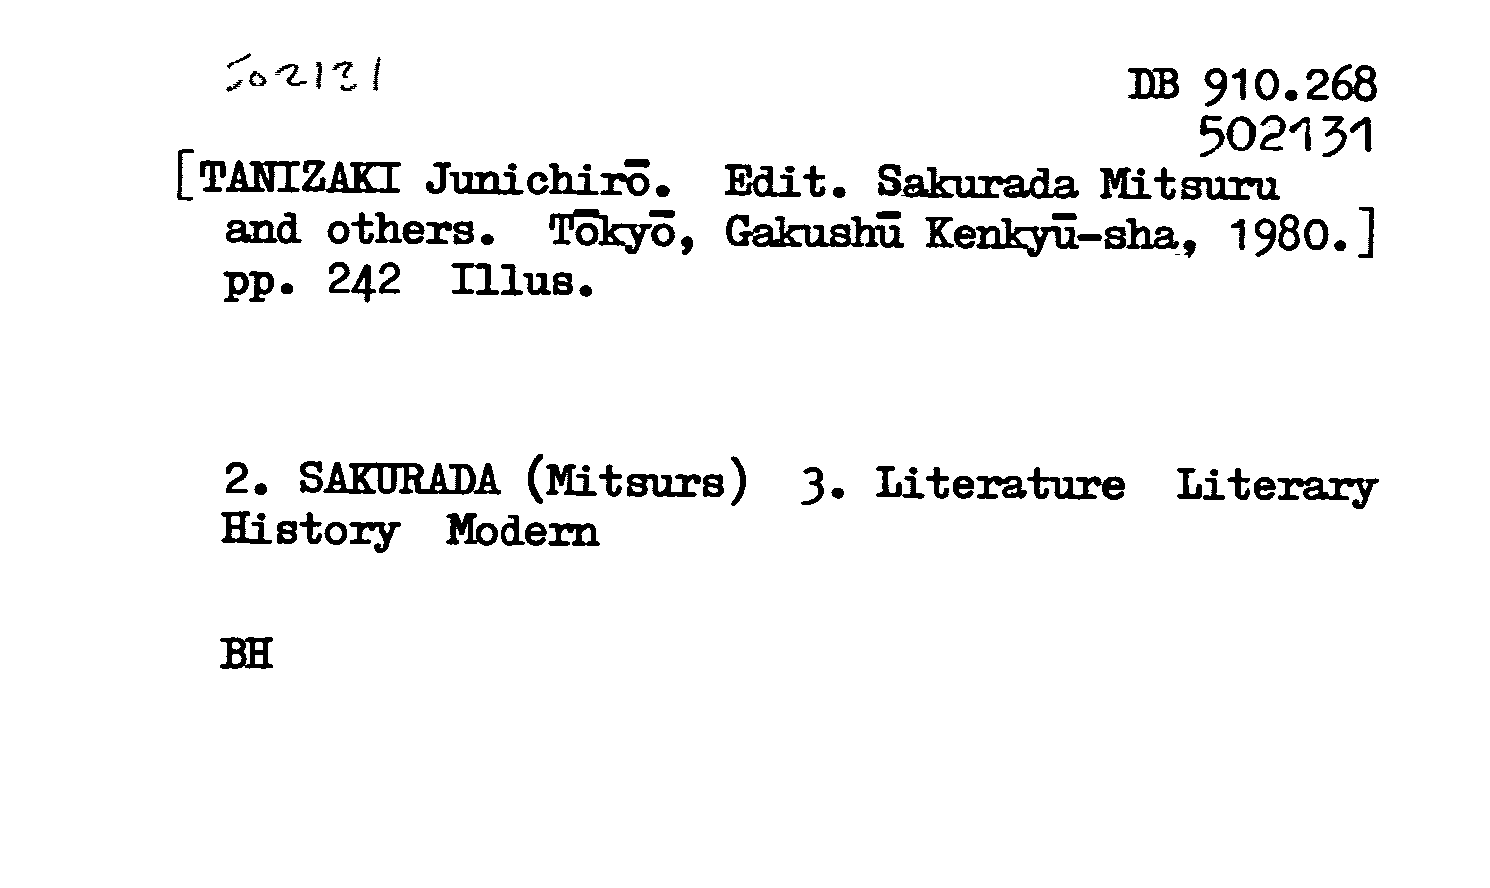 502131
DB 910.268
502131
[TANIZAKI Junichirō. Edit. Sakurada Mitsuru
and others. Tōkyō, Gakushū Kenkyū-sha, 1980.]
pp. 242 Illus.
2. SAKURADA (Mitsurs) 3. Literature Literary
History Modern
BH